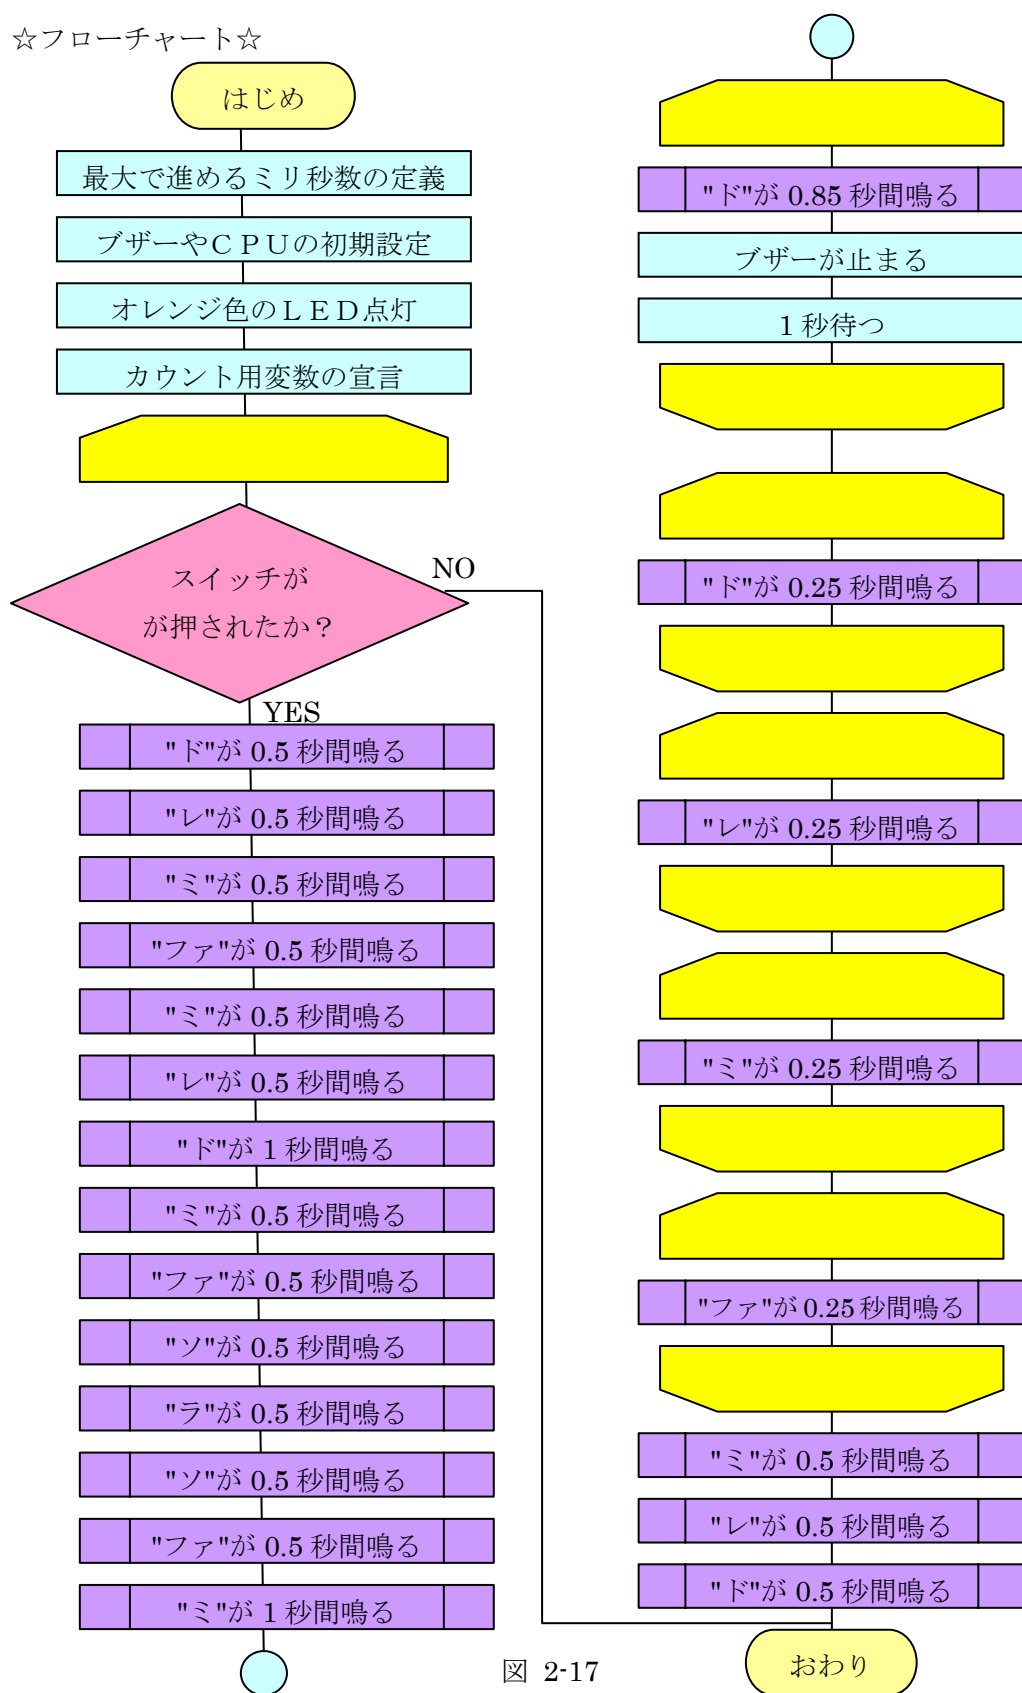 ☆フローチャート☆
はじめ
最大で進めるミリ秒数の定義
ブザーやCPUの初期設定
オレンジ色のLED点灯
カウント用変数の宣言
スイッチが
が押されたか？
NO
YES
"ド"が 0.5 秒間鳴る
"レ"が 0.5 秒間鳴る
"ミ"が 0.5 秒間鳴る
"ファ"が 0.5 秒間鳴る
"ミ"が 0.5 秒間鳴る
"レ"が 0.5 秒間鳴る
"ド"が 1 秒間鳴る
"ミ"が 0.5 秒間鳴る
"ファ"が 0.5 秒間鳴る
"ソ"が 0.5 秒間鳴る
"ラ"が 0.5 秒間鳴る
"ソ"が 0.5 秒間鳴る
"ファ"が 0.5 秒間鳴る
"ミ"が 1 秒間鳴る
"ド"が 0.85 秒間鳴る
ブザーが止まる
1 秒待つ
"ド"が 0.25 秒間鳴る
"レ"が 0.25 秒間鳴る
"ミ"が 0.25 秒間鳴る
"ファ"が 0.25 秒間鳴る
"ミ"が 0.5 秒間鳴る
"レ"が 0.5 秒間鳴る
"ド"が 0.5 秒間鳴る
おわり
図 2-17